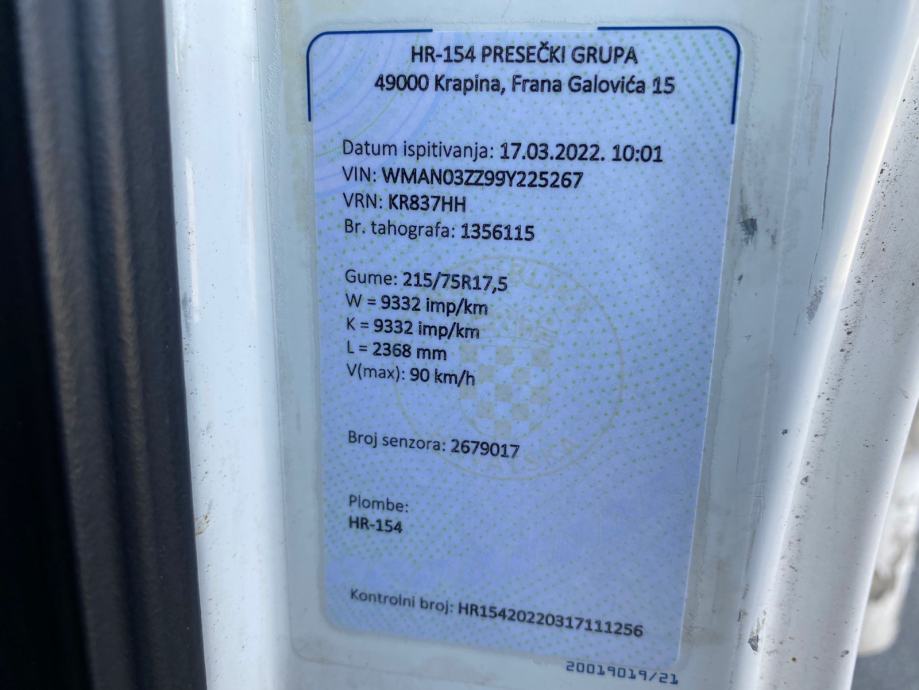 HR-154 PRESEČKI GRUPA
49000 Krapina, Frana Galovića 15
Datum ispitivanja: 17.03.2022. 10:01
VIN: WMAN03ZZ99Y225267
VRN: KR837HH
Br. tahografa: 1356115
Gume: 215/75R17,5
W = 9332 imp/km
K = 9332 imp/km
L = 2368 mm
V(max): 90 km/h
Broj senzora: 2679017
Plombe:
HR-154
Kontrolni broj: HR15420220317111256
20019019/21